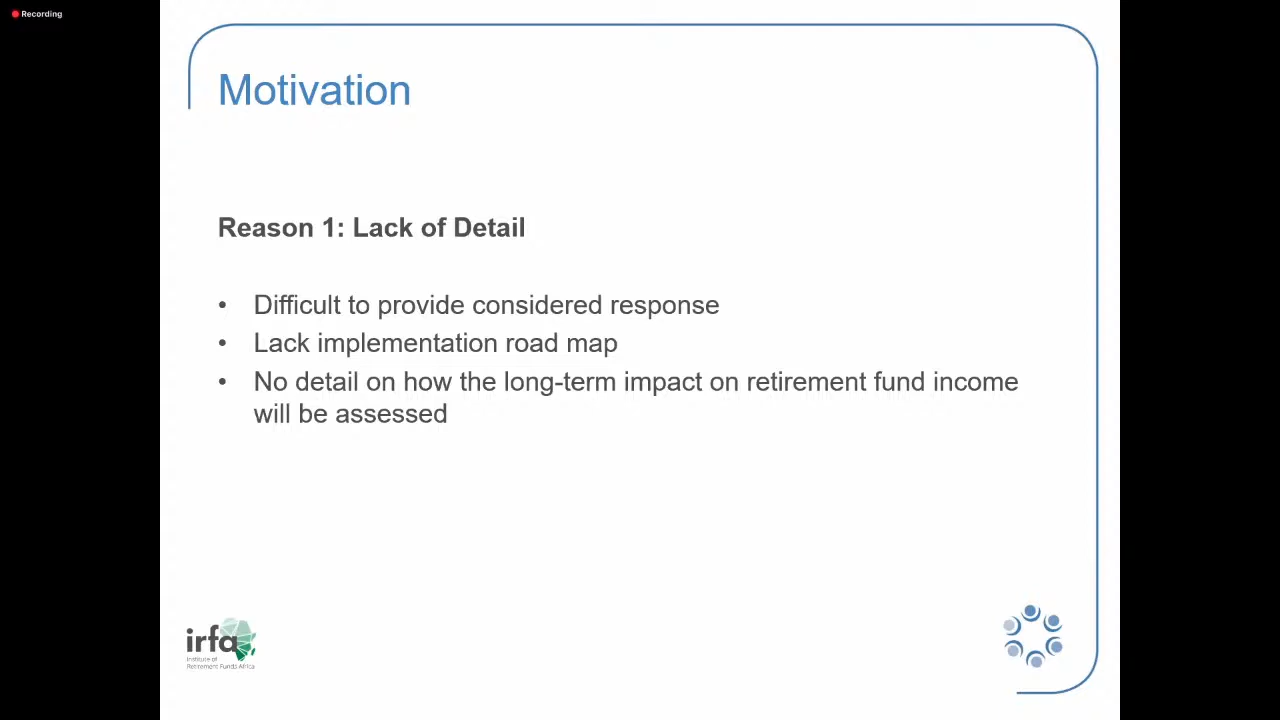 Recording
Motivation
Reason 1: Lack of Detail
• Difficult to provide considered response
• Lack implementation road map
• No detail on how the long-term impact on retirement fund income
will be assessed
irfa
Institute of
Retirement Funds Africa